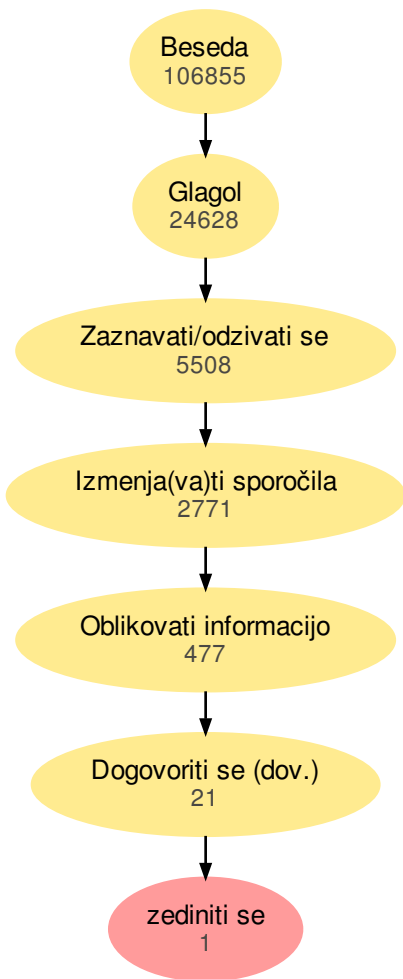 Beseda
106855
Glagol
24628
Zaznavati/odzivati se
5508
Izmenja(va)ti sporočila
2771
Oblikovati informacijo
477
Dogovoriti se (dov.)
21
zediniti se
1